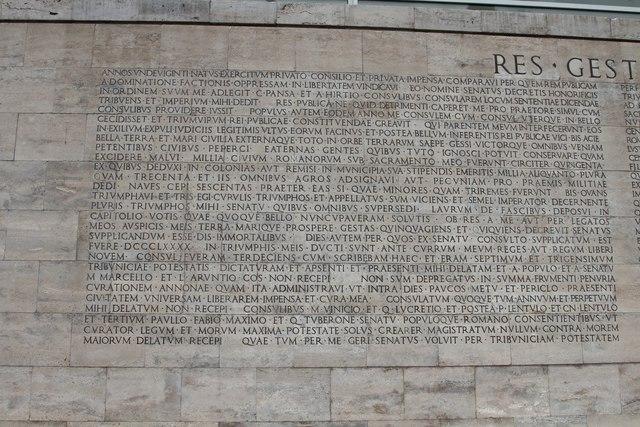 RES · GEST
ANNOS VNDEVIGINTI NATVS EXERCITVM PRIVATO CONSILIO ET PRIVATA IMPENSA COMPARAVI PER QVEM REM PVBLICAM
A DOMINATIONE FACTIONIS OPPRESSAM IN LIBERTATEM VINDICAVI EO NOMINE SENATVS DECRETIS HONORIFICIS
IN ORDINEM SVVM ME ADLEGIT C · PANSA ET A · HIRTIO CONSVLIBVS CONSVLAREM LOCVM SENTENTIAE DICENDAE
TRIBVENS ET IMPERIVM MIHI DEDIT RES PVBLICA NE QVID DETRIMENTI CAPERET ME PRO PRAETORE SIMVL CVM
CONSVLIBVS PROVIDERE IVSSIT POPVLVS AVTEM EODEM ANNO ME CONSVLEM CVM CONSVL VTERQVE IN BELLO
CECIDISSET ET TRIVMVIRVM REI PVBLICAE CONSTITVENDAE CREAVIT QVI PARENTEM MEVM INTERFECERVNT EOS
IN EXILIVM EXPVLI IVDICIIS LEGITIMIS VLTVS EORVM FACINVS ET POSTEA BELLVM INFERENTIS REI PVBLICAE VICI BIS ACIE
BELLA TERRA ET MARI CIVILIA EXTERNAQVE TOTO IN ORBE TERRARVM SAEPE GESSI VICTORQVE OMNIBVS VENIAM
PETENTIBVS CIVIBVS PEPERCI EXTERNAS GENTES QVIBVS TVTO IGNOSCI POTVIT CONSERVARE QVAM
EXCIDERE MALVI MILLIA CIVIVM ROMANORVM SVB SACRAMENTO MEO FVERVNT CIRCITER QVINGENTA
EX QVIBVS DEDVXI IN COLONIAS AVT REMISI IN MVNICIPIA SVA STIPENDIS EMERITIS MILLIA ALIQVANTO PLVRA
QVAM TRECENTA ET IIS OMNIBVS AGROS ADSIGNAVI AVT PECVNIAM PRO PRAEMIS MILITIAE
DEDI NAVES CEPI SESCENTAS PRAETER EAS SI QVAE MINORES QVAM TRIREMES FVERVNT BIS OVANS
TRIVMPHAVI ET TRIS EGI CVRVLIS TRIVMPHOS ET APPELLATVS SVM VICIENS ET SEMEL IMPERATOR DECERNENTE
PLVRIS TRIVMPHOS MIHI SENATV QVIBVS OMNIBVS SVPERSEDI LAVRVM DE FASCIBVS DEPOSVI IN
CAPITOLIO VOTIS QVAE QVOQVE BELLO NVNCVPAVERAM SOLVTIS OB RES A ME AVT PER LEGATOS
MEOS AVSPICIS MEIS TERRA MARIQVE PROSPERE GESTAS QVINQVAGIENS ET QVINQVIENS DECREVIT SENATVS
SVPPLICANDVM ESSE DIS IMMORTALIBVS DIES AVTEM PER QVOS EX SENATVS CONSVLTO SVPPLICATVM EST
FVERE DCCCLXXXX IN TRIVMPHIS MEIS DVCTI SVNT ANTE CVRRVM MEVM REGES AVT REGVM LIBERI
NOVEM CONSVL FVERAM TERDECIENS CVM SCRIBEBAM HAEC ET ERAM SEPTIMVM ET TRIGENSIMVM
TRIBVNICIAE POTESTATIS DICTATVRAM ET APSENTI ET PRAESENTI MIHI DELATAM ET A POPVLO ET A SENATV
M MARCELLO ET L ARVNTIO COS NON RECEPI NON SVM DEPRECATVS IN SVMMA FRVMENTI PENVRIA
CVRATIONEM ANNONAE QVAM ITA ADMINISTRAVI VT INTRA DIES PAVCOS METV ET PERICLO PRAESENTI
CIVITATEM VNIVERSAM LIBERAREM IMPENSA ET CVRA MEA CONSVLATVM QVOQVE TVM ANNVVM ET PERPETVVM
MIHI DELATVM NON RECEPI CONSVLIBVS M VINICIO ET Q LVCRETIO ET POSTEA P LENTVLO ET CN LENTVLO
ET TERTIVM PAVLLO FABIO MAXIMO ET Q TVBERONE SENATV POPVLOQVE ROMANO CONSENTIENTIBVS VT
CVRATOR LEGVM ET MORVM MAXIMA POTESTATE SOLVS CREARER MAGISTRATVM NVLLVM CONTRA MOREM
MAIORVM DELATVM RECEPI QVAE TVM PER ME GERI SENATVS VOLVIT PER TRIBVNICIAM POTESTATEM